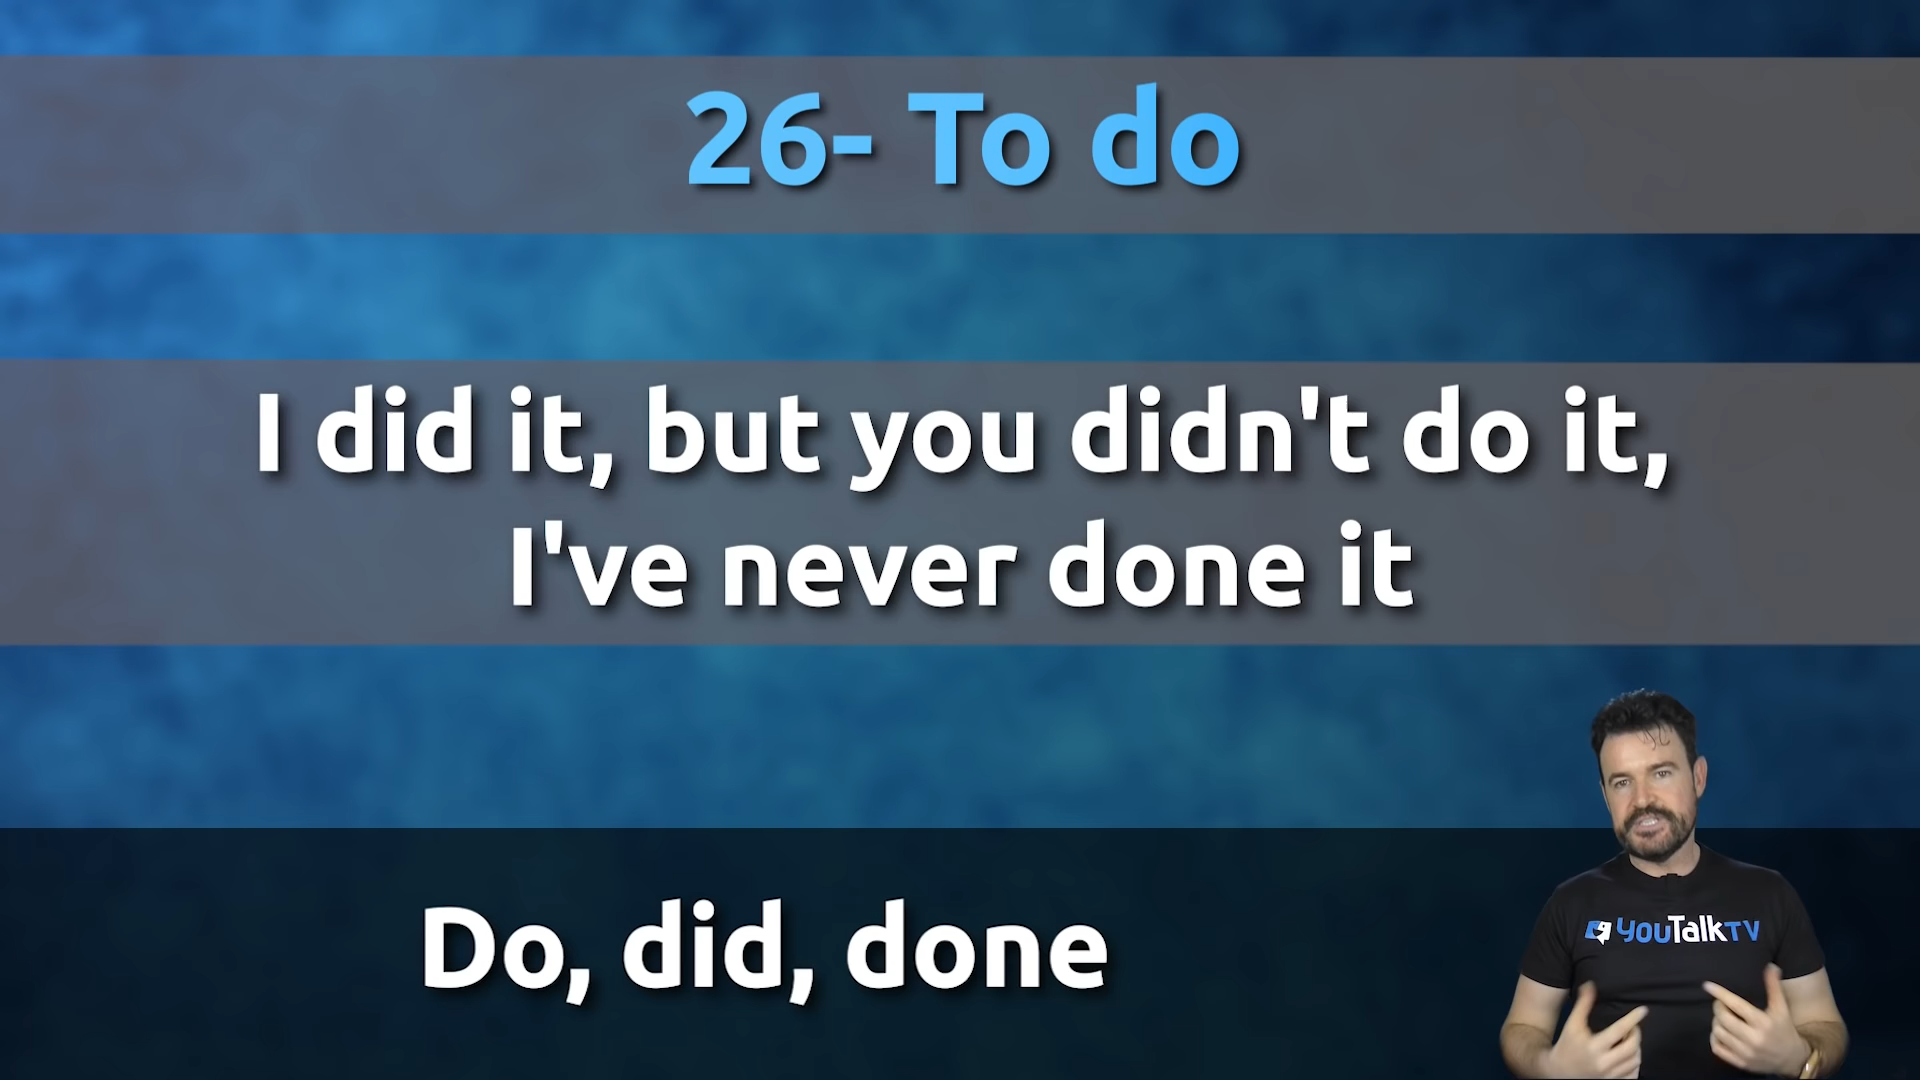 26- To do
I did it, but you didn't do it,
I've never done it
Do, did, done
youTalkTV